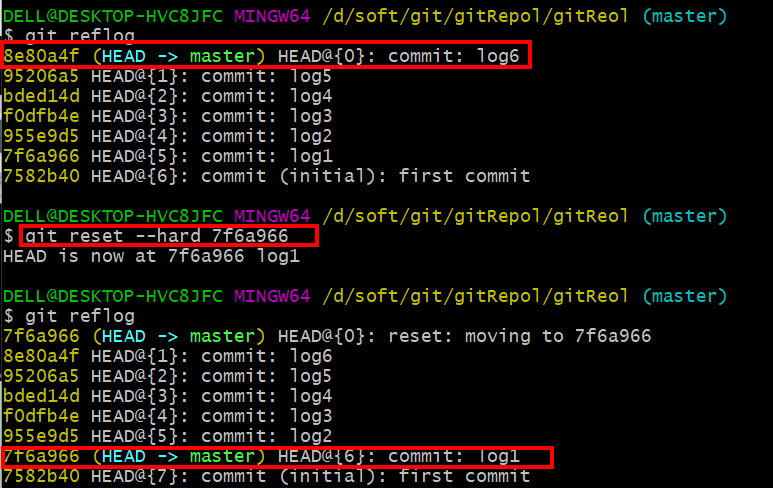 DELL@DESKTOP-HVC8JFC MINGW64 /d/soft/git/gitRepol/gitReol (master)
$ git reflog
8e80a4f (HEAD -> master) HEAD@{0}: commit: log6
95206a5 HEAD@{1}: commit: log5
bded14d HEAD@{2}: commit: log4
f0dfb4e HEAD@{3}: commit: log3
955e9d5 HEAD@{4}: commit: log2
7f6a966 HEAD@{5}: commit: log1
7582b40 HEAD@{6}: commit (initial): first commit
DELL@DESKTOP-HVC8JFC MINGW64 /d/soft/git/gitRepol/gitReol (master)
$ git reset --hard 7f6a966
HEAD is now at 7f6a966 log1
DELL@DESKTOP-HVC8JFC MINGW64 /d/soft/git/gitRepol/gitReol (master)
$ git reflog
7f6a966 (HEAD -> master) HEAD@{0}: reset: moving to 7f6a966
8e80a4f HEAD@{1}: commit: log6
95206a5 HEAD@{2}: commit: log5
bded14d HEAD@{3}: commit: log4
f0dfb4e HEAD@{4}: commit: log3
955e9d5 HEAD@{5}: commit: log2
7f6a966 (HEAD -> master) HEAD@{6}: commit: log1
7582b40 HEAD@{7}: commit (initial): first commit